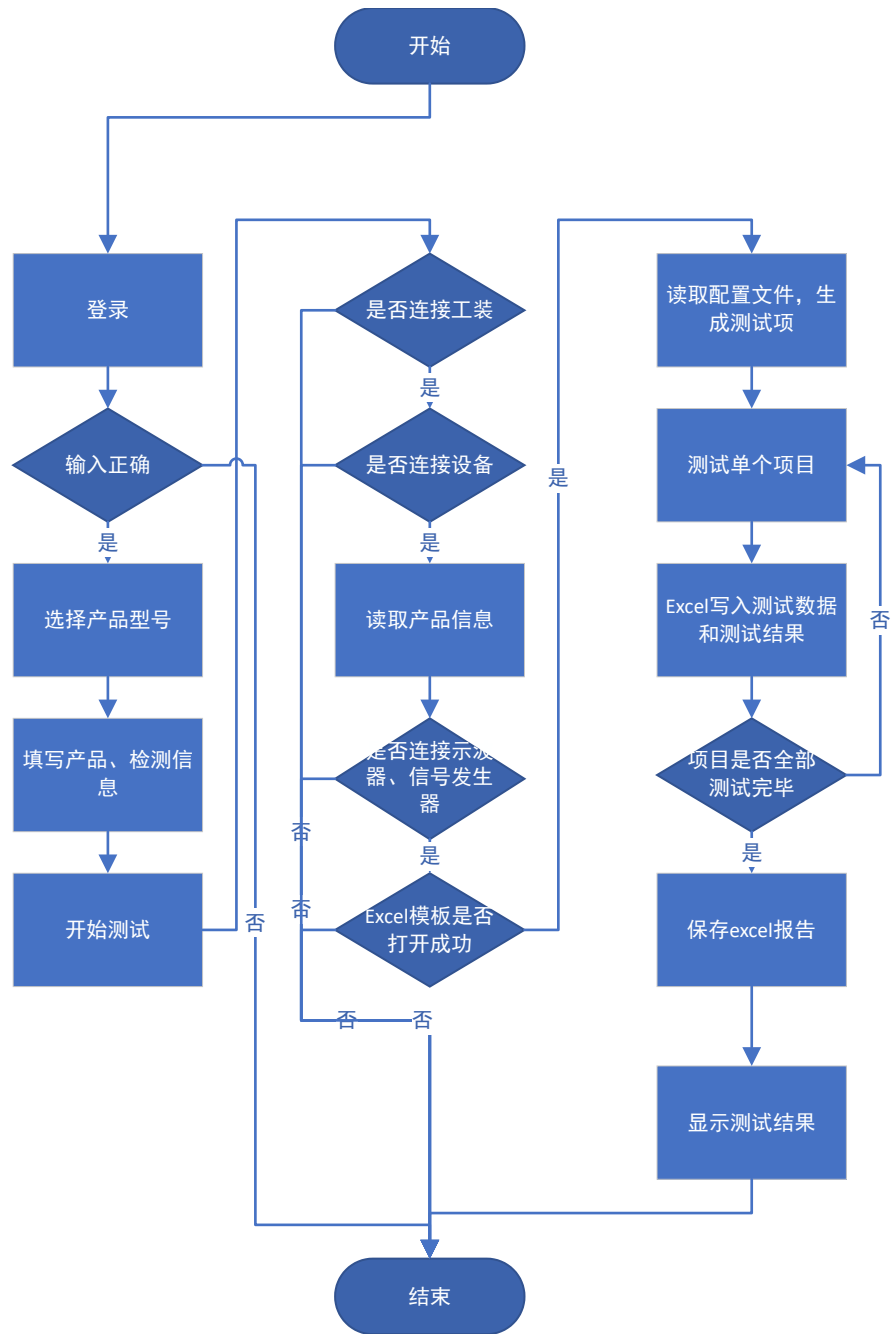 开始
登录
输入正确
是
选择产品型号
填写产品、检测信
息
开始测试
否
是否连接工装
是
是否连接设备
是
读取产品信息
是否连接示波
器、信号发生
器
是
Excel模板是否
打开成功
否
否
否
否
是
读取配置文件，生
成测试项
测试单个项目
Excel写入测试数据
和测试结果
否
项目是否全部
测试完毕
是
保存excel报告
显示测试结果
结束